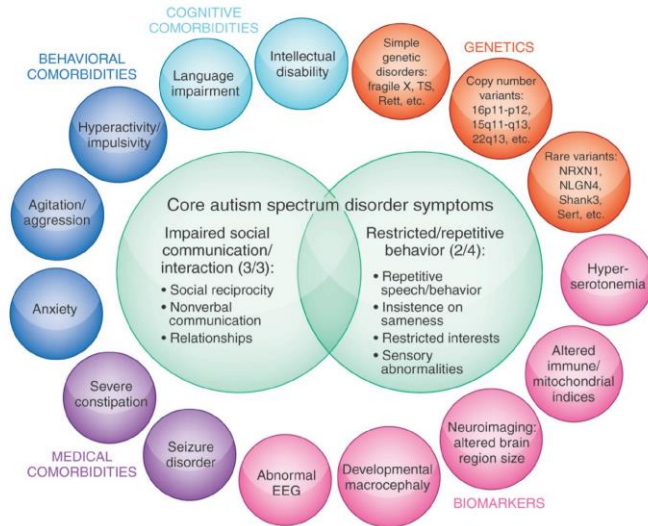 COGNITIVE
COMORBIDITIES
BEHAVIORAL
COMORBIDITIES
GENETICS
Language
impairment
Intellectual
disability
Simple
genetic
disorders:
fragile X, TS,
Rett, etc.
Copy number
variants:
16p11-p12,
15q11-q13,
22q13, etc.
Rare variants:
NRXN1,
NLGN4,
Shank3,
Sert, etc.
Hyperactivity/
impulsivity
Agitation/
aggression
Anxiety
Core autism spectrum disorder symptoms
Impaired social
communication/
interaction (3/3):
•Social reciprocity
•Nonverbal
communication
•Relationships
Restricted/repetitive
behavior (2/4):
•Repetitive
speech/behavior
•Insistence on
sameness
•Restricted interests
•Sensory
abnormalities
Hyper-
serotonemia
Altered
immune/
mitochondrial
indices
Neuroimaging:
altered brain
region size
Developmental
macrocephaly
Abnormal
EEG
Seizure
disorder
Severe
constipation
MEDICAL
COMORBIDITIES
BIOMARKERS